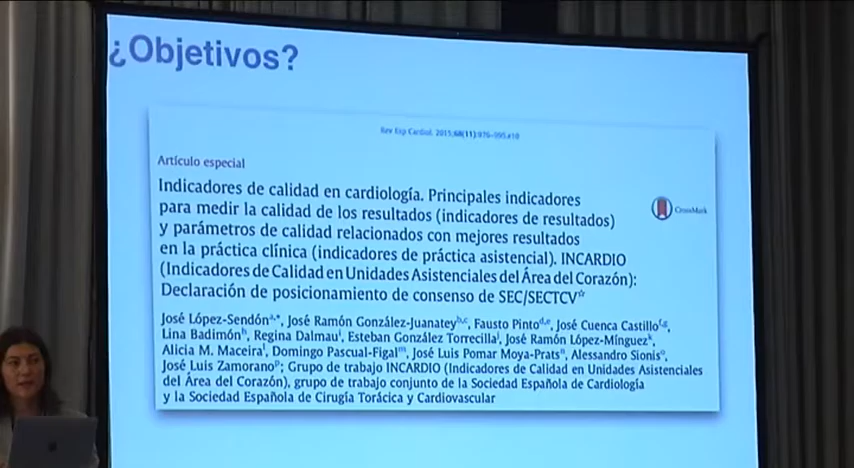 ¿Objetivos?
Rev Esp Cardiol. 2015;68(11):976–995.e10
Artículo especial
Indicadores de calidad en cardiología. Principales indicadores
para medir la calidad de los resultados (indicadores de resultados)
y parámetros de calidad relacionados con mejores resultados
en la práctica clínica (indicadores de práctica asistencial). INCARDIO
(Indicadores de Calidad en Unidades Asistenciales del Área del Corazón):
Declaración de posicionamiento de consenso de SEC/SECTCV☆
CrossMark
José López-Sendón a,*, José Ramón González-Juanatey b,c, Fausto Pinto d,e, José Cuenca Castillo f,g,
Lina Badimón h, Regina Dalmau i, Esteban González Torrecilla j, José Ramón López-Mínguez k,
Alicia M. Maceira l, Domingo Pascual-Figal m, José Luis Pomar Moya-Prats n, Alessandro Sionis o,
José Luis Zamorano p; Grupo de trabajo INCARDIO (Indicadores de Calidad en Unidades Asistenciales
del Área del Corazón), grupo de trabajo conjunto de la Sociedad Española de Cardiología
y la Sociedad Española de Cirugía Torácica y Cardiovascular